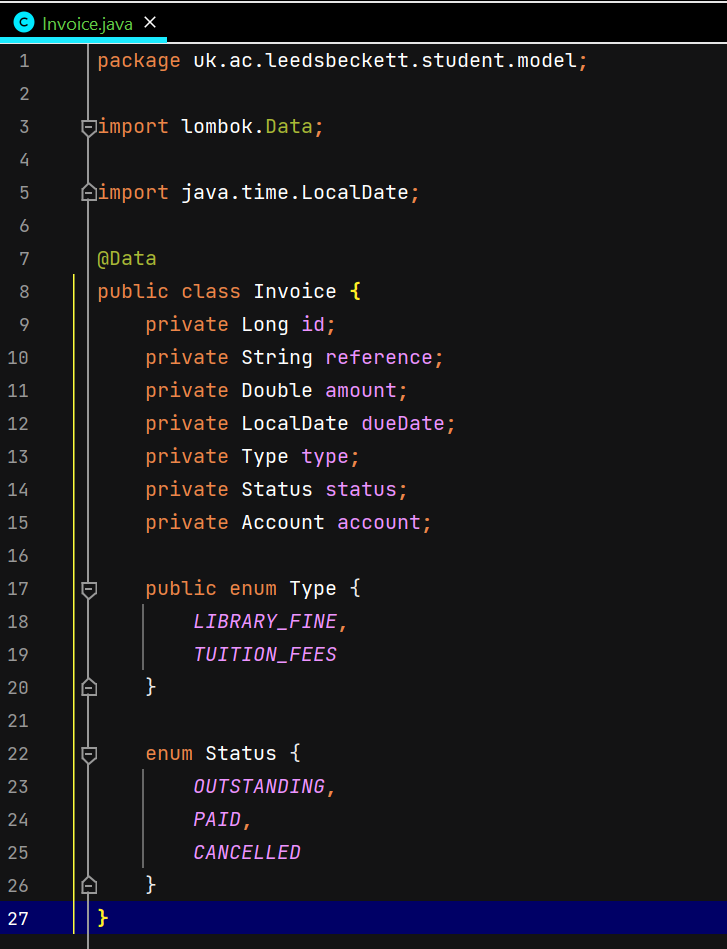 C Invoice.java ×
1 package uk.ac.leedsbeckett.student.model;
2
3 import lombok.Data;
4
5 import java.time.LocalDate;
6
7 @Data
8 public class Invoice {
9     private Long id;
10     private String reference;
11     private Double amount;
12     private LocalDate dueDate;
13     private Type type;
14     private Status status;
15     private Account account;
16
17     public enum Type {
18         LIBRARY_FINE,
19         TUITION_FEES
20     }
21
22     enum Status {
23         OUTSTANDING,
24         PAID,
25         CANCELLED
26     }
27 }